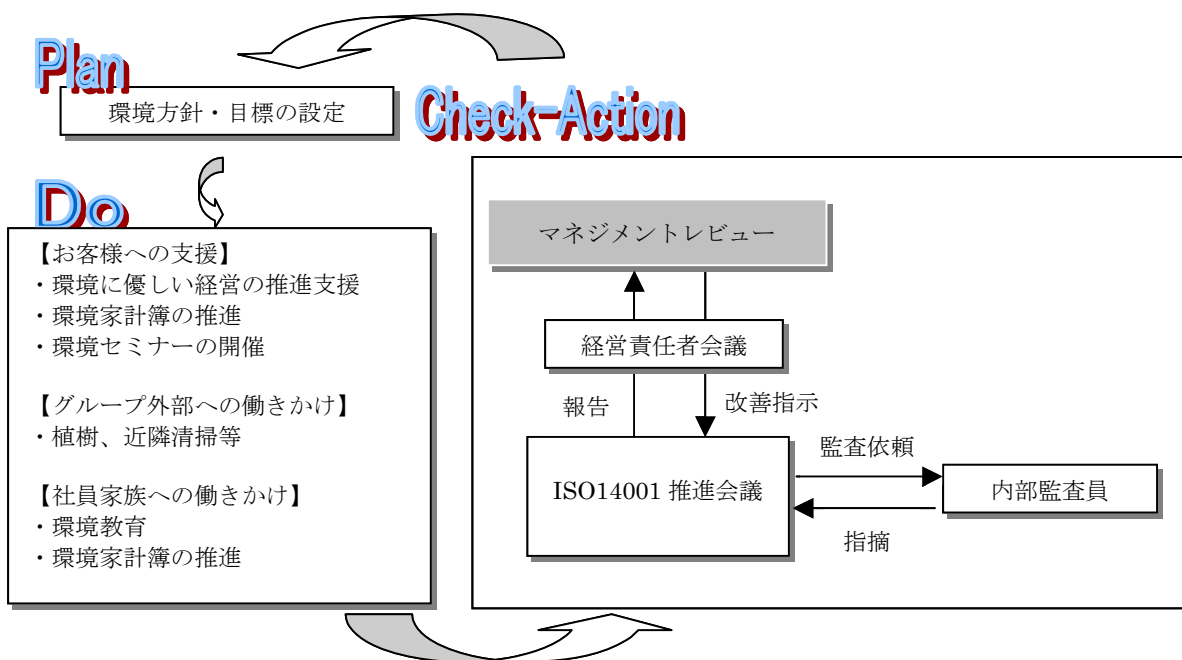 Plan
環境方針・目標の設定
Check-Action
Do
【お客様への支援】
・環境に優しい経営の推進支援
・環境家計簿の推進
・環境セミナーの開催
【グループ外部への働きかけ】
・植樹、近隣清掃等
【社員家族への働きかけ】
・環境教育
・環境家計簿の推進
マネジメントレビュー
経営責任者会議
報告
改善指示
ISO14001 推進会議
監査依頼
内部監査員
指摘